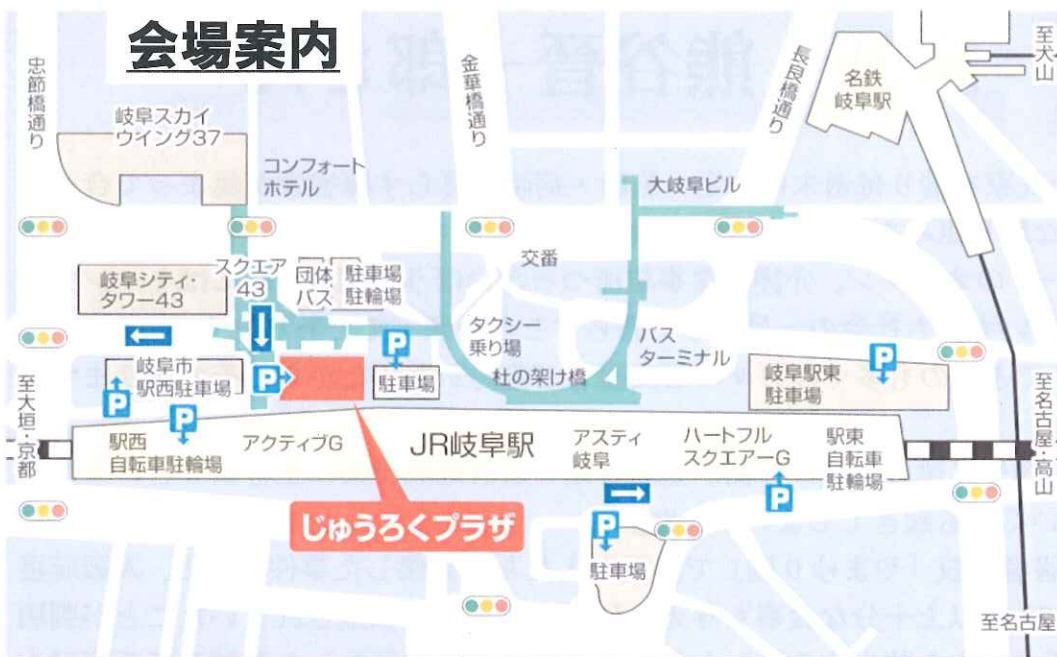 会場案内
忠節橋通り
金華橋通り
長良橋通り
至犬山
名鉄
岐阜駅
岐阜スカイ
ウイング37
コンフォート
ホテル
大岐阜ビル
交番
スクエア
43
団体
バス
駐車場
駐輪場
岐阜シティ・
タワー43
タクシー
乗り場
バス
ターミナル
杜の架け橋
P
P
岐阜市
駅西駐車場
P
P
駐車場
岐阜駅東
駐車場
至大垣・京都
至名古屋・高山
P
駅西
自転車駐輪場
アクティブG
JR岐阜駅
アスティ
岐阜
ハートフル
スクエアーG
駅東
自転車
駐輪場
P
P
じゅうろくプラザ
駐車場
至名古屋